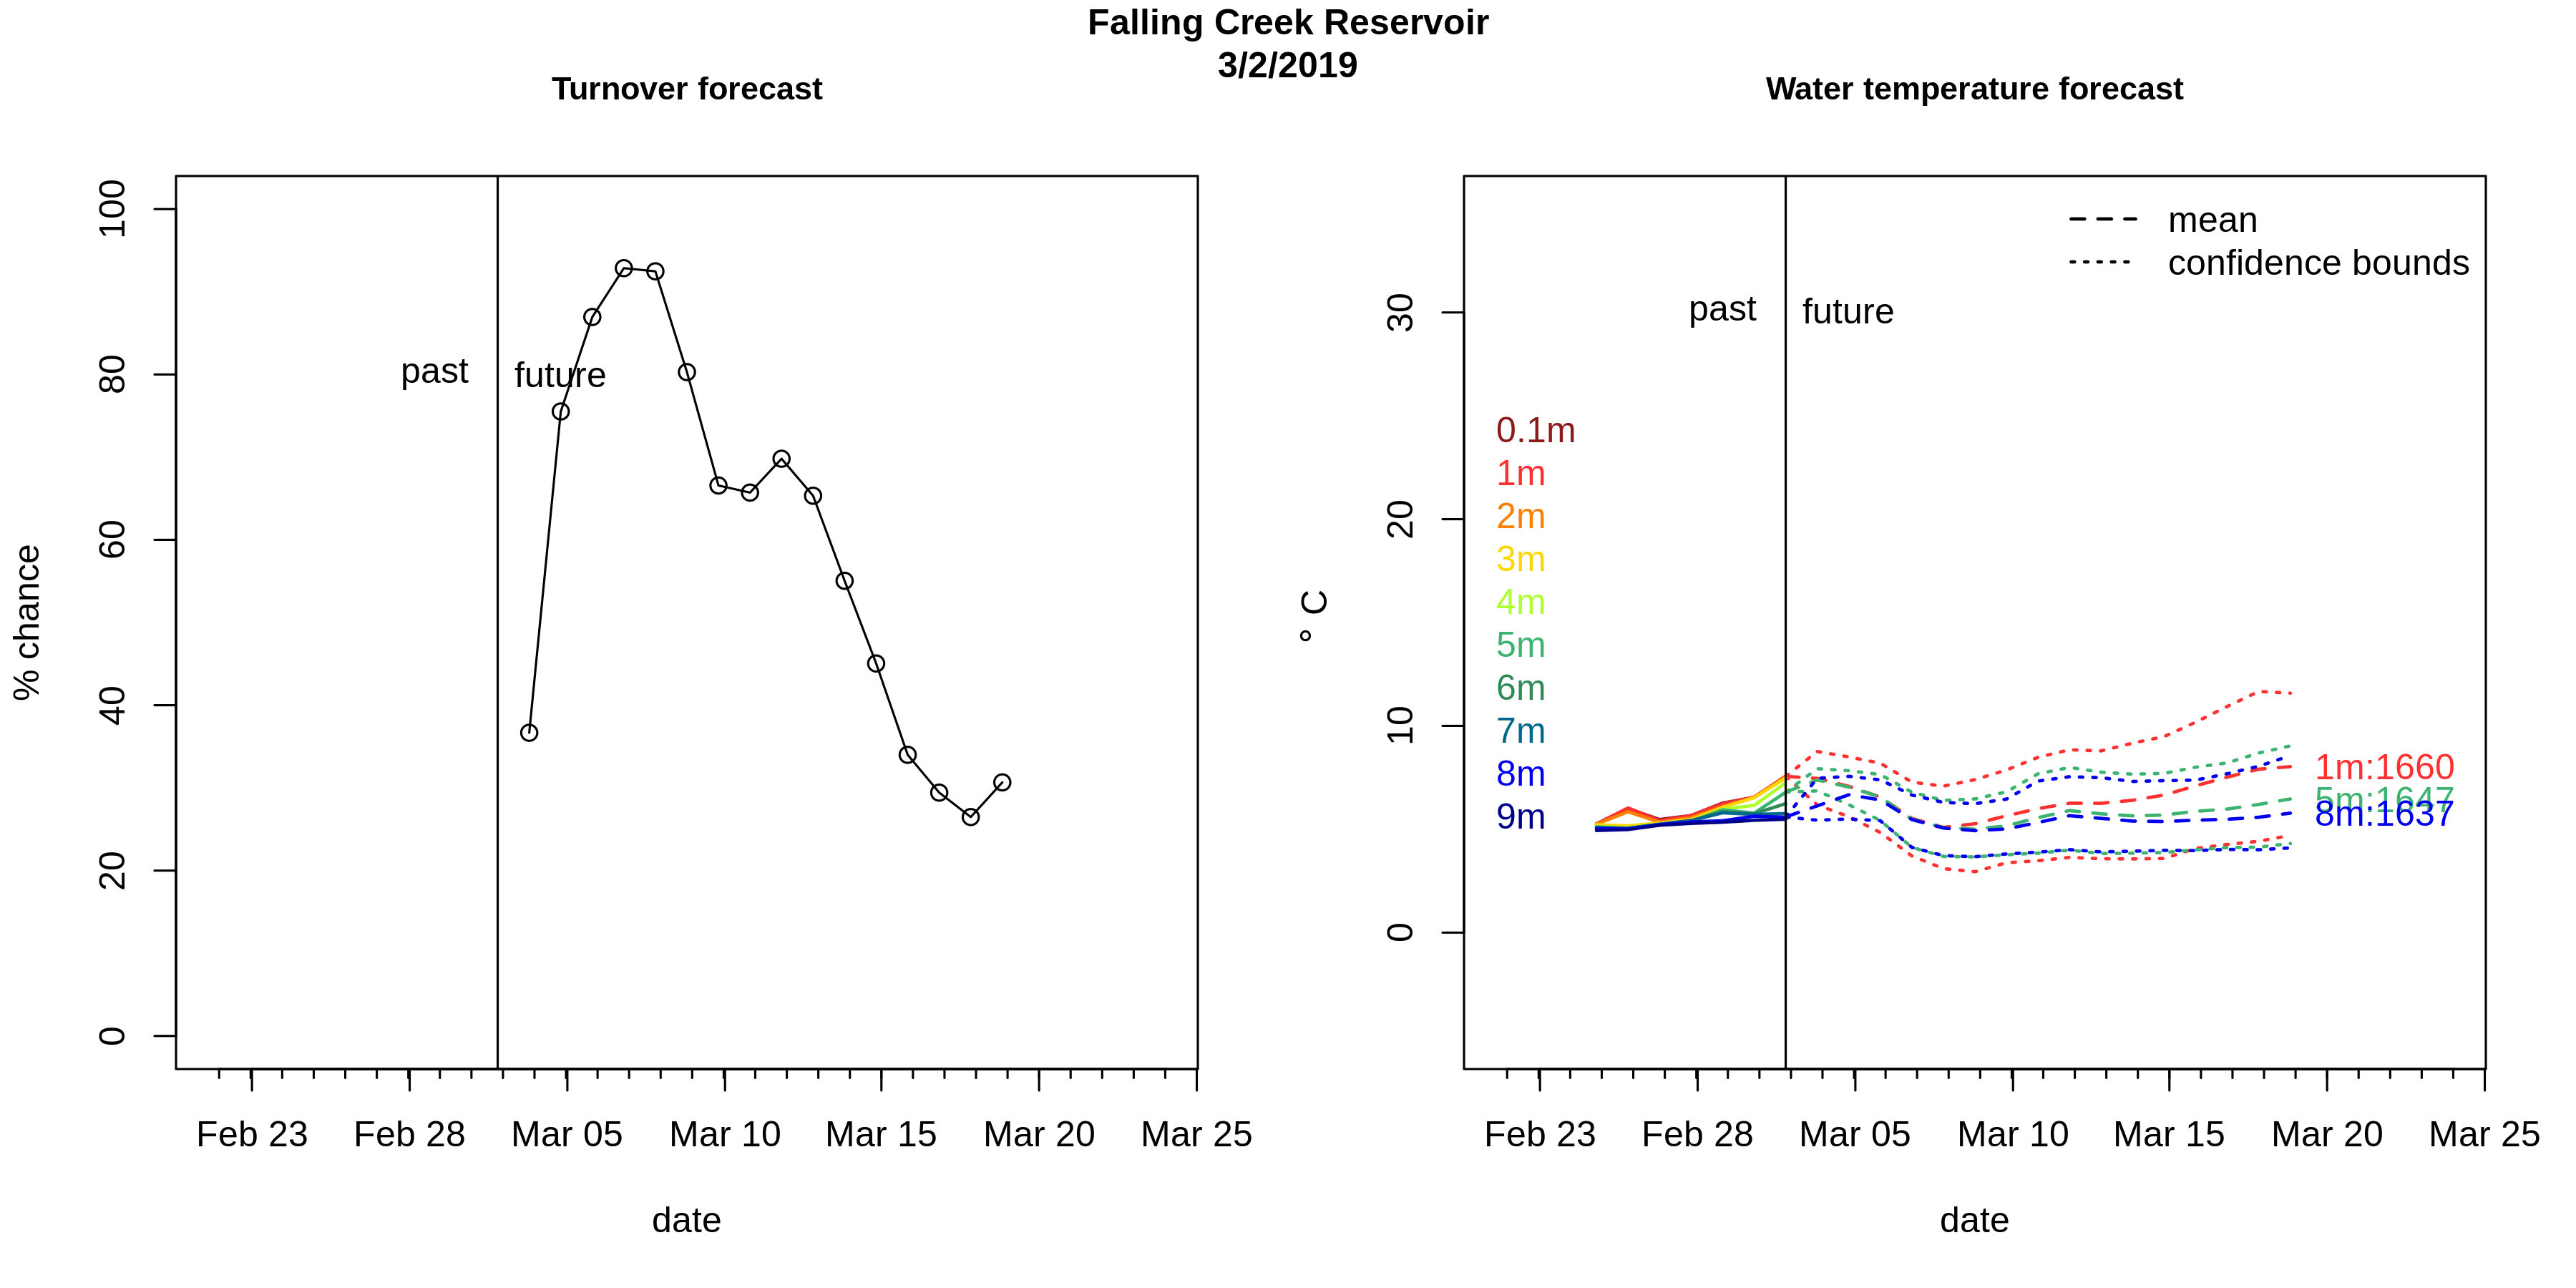 Falling Creek Reservoir
3/2/2019
Turnover forecast
% chance
100
80
60
40
20
0
past
future
Feb 23
Feb 28
Mar 05
Mar 10
Mar 15
Mar 20
Mar 25
date
Water temperature forecast
° C
30
20
10
0
mean
confidence bounds
past
future
0.1m
1m
2m
3m
4m
5m
6m
7m
8m
9m
1m:1660
5m:1647
8m:1637
Feb 23
Feb 28
Mar 05
Mar 10
Mar 15
Mar 20
Mar 25
date